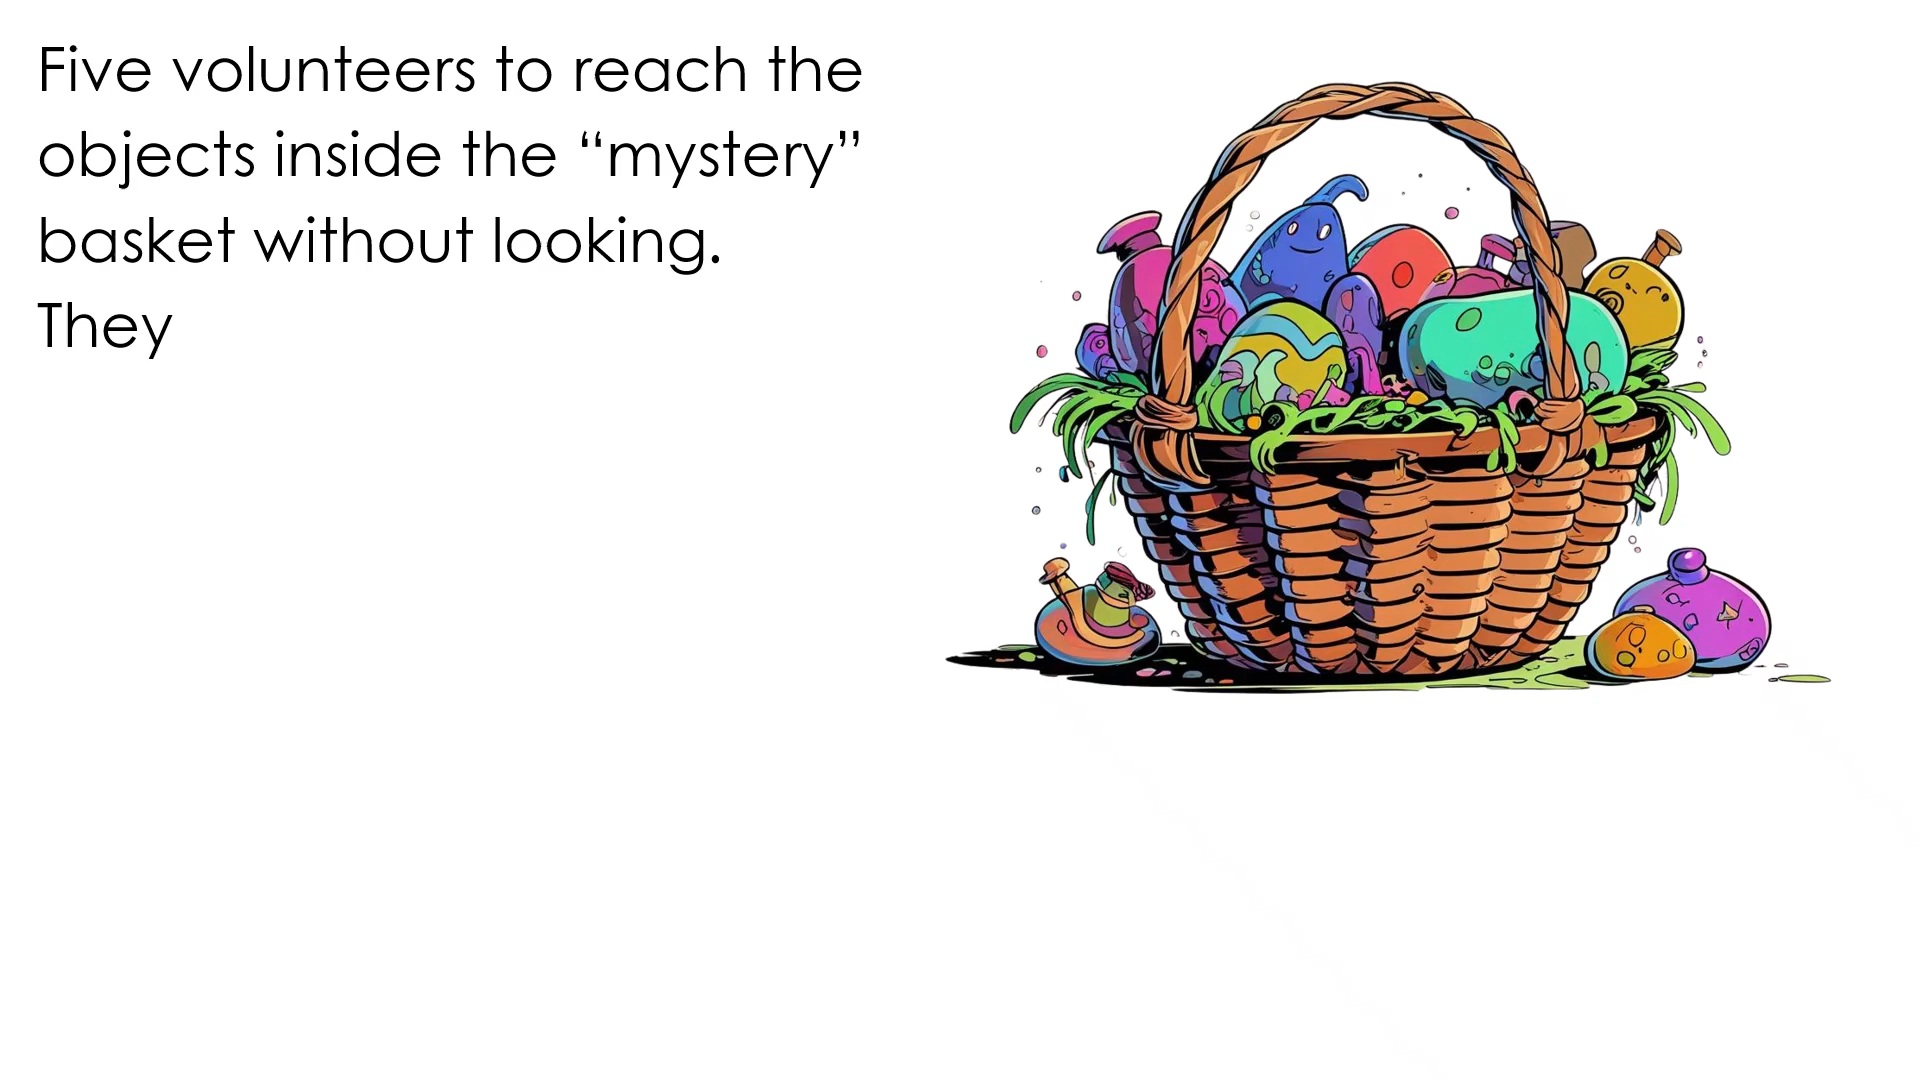 Five volunteers to reach the
objects inside the “mystery”
basket without looking.
They